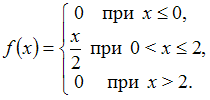 f(x) = { 0 при x ≤ 0,
x/2 при 0 < x ≤ 2,
0 при x > 2.